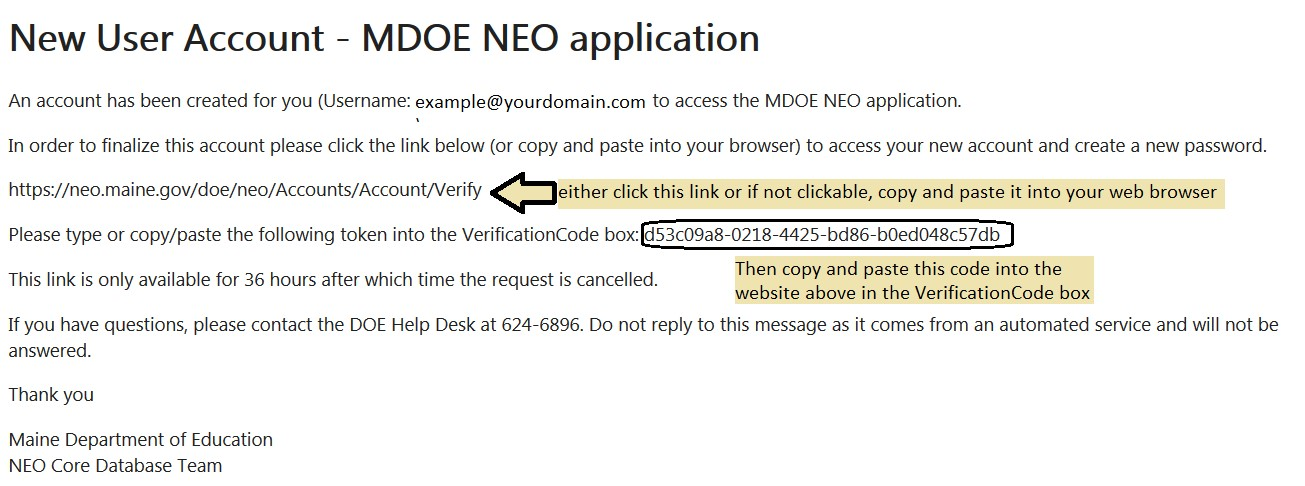 New User Account - MDOE NEO application
An account has been created for you (Username: example@yourdomain.com to access the MDOE NEO application.
In order to finalize this account please click the link below (or copy and paste into your browser) to access your new account and create a new password.
https://neo.maine.gov/doe/neo/Accounts/Account/Verify either click this link or if not clickable, copy and paste it into your web browser
Please type or copy/paste the following token into the VerificationCode box: d53c09a8-0218-4425-bd86-b0ed048c57db
This link is only available for 36 hours after which time the request is cancelled.
Then copy and paste this code into the
website above in the VerificationCode box
If you have questions, please contact the DOE Help Desk at 624-6896. Do not reply to this message as it comes from an automated service and will not be
answered.
Thank you
Maine Department of Education
NEO Core Database Team